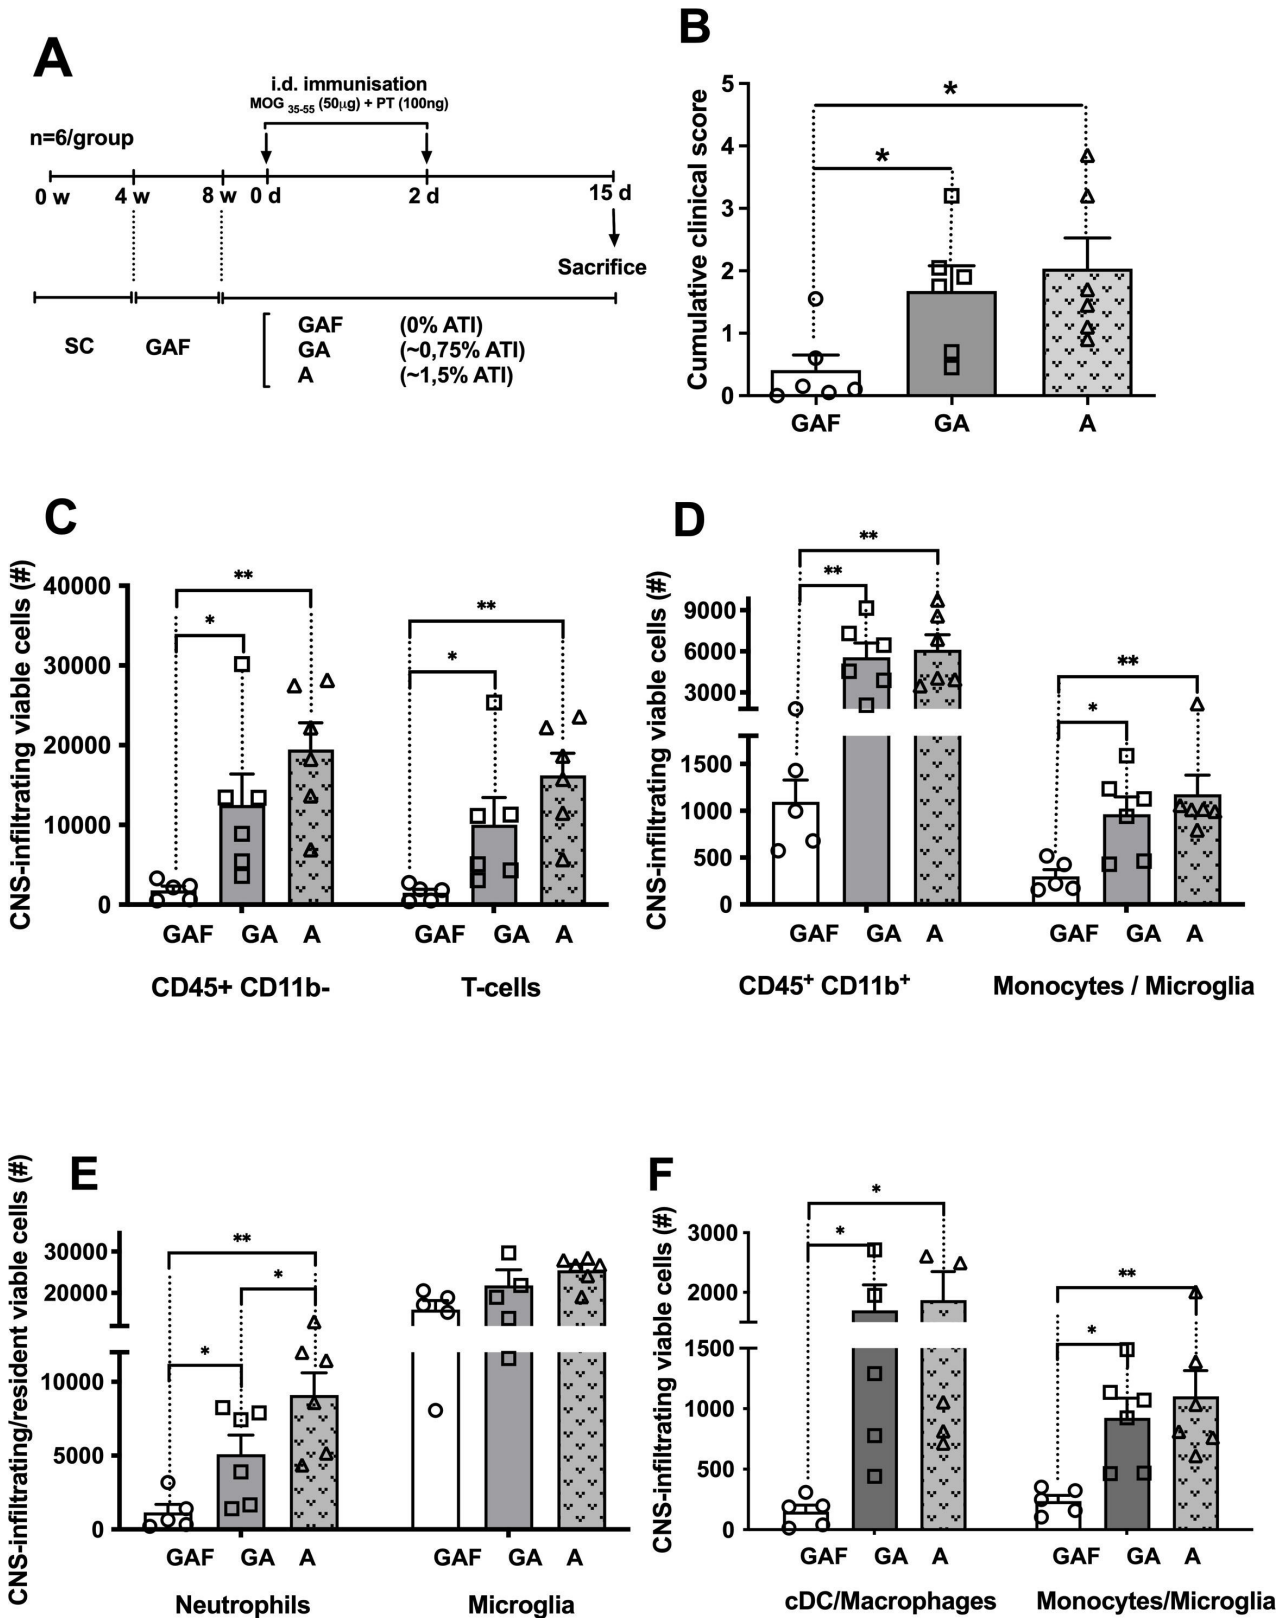 A
i.d. immunisation
MOG 35-55 (50µg) + PT (100ng)
n=6/group
0 w 4 w 8 w 0 d 2 d 15 d
Sacrifice
SC GAF
GAF (0% ATI)
GA (~0,75% ATI)
A (~1,5% ATI)
B
Cumulative clinical score
5
4
3
2
1
0
* *
GAF GA A
C
CNS-infiltrating viable cells (#)
40000
30000
20000
10000
0
** * ** *
GAF GA A GAF GA A
CD45+ CD11b- T-cells
D
CNS-infiltrating viable cells (#)
9000
6000
3000
1500
1000
500
0
** ** ** *
GAF GA A GAF GA A
CD45+ CD11b+ Monocytes / Microglia
E
CNS-infiltrating/resident viable cells (#)
30000
20000
10000
5000
0
** * *
GAF GA A GAF GA A
Neutrophils Microglia
F
CNS-infiltrating viable cells (#)
3000
2000
1500
1000
500
0
* * ** *
GAF GA A GAF GA A
cDC/Macrophages Monocytes/Microglia